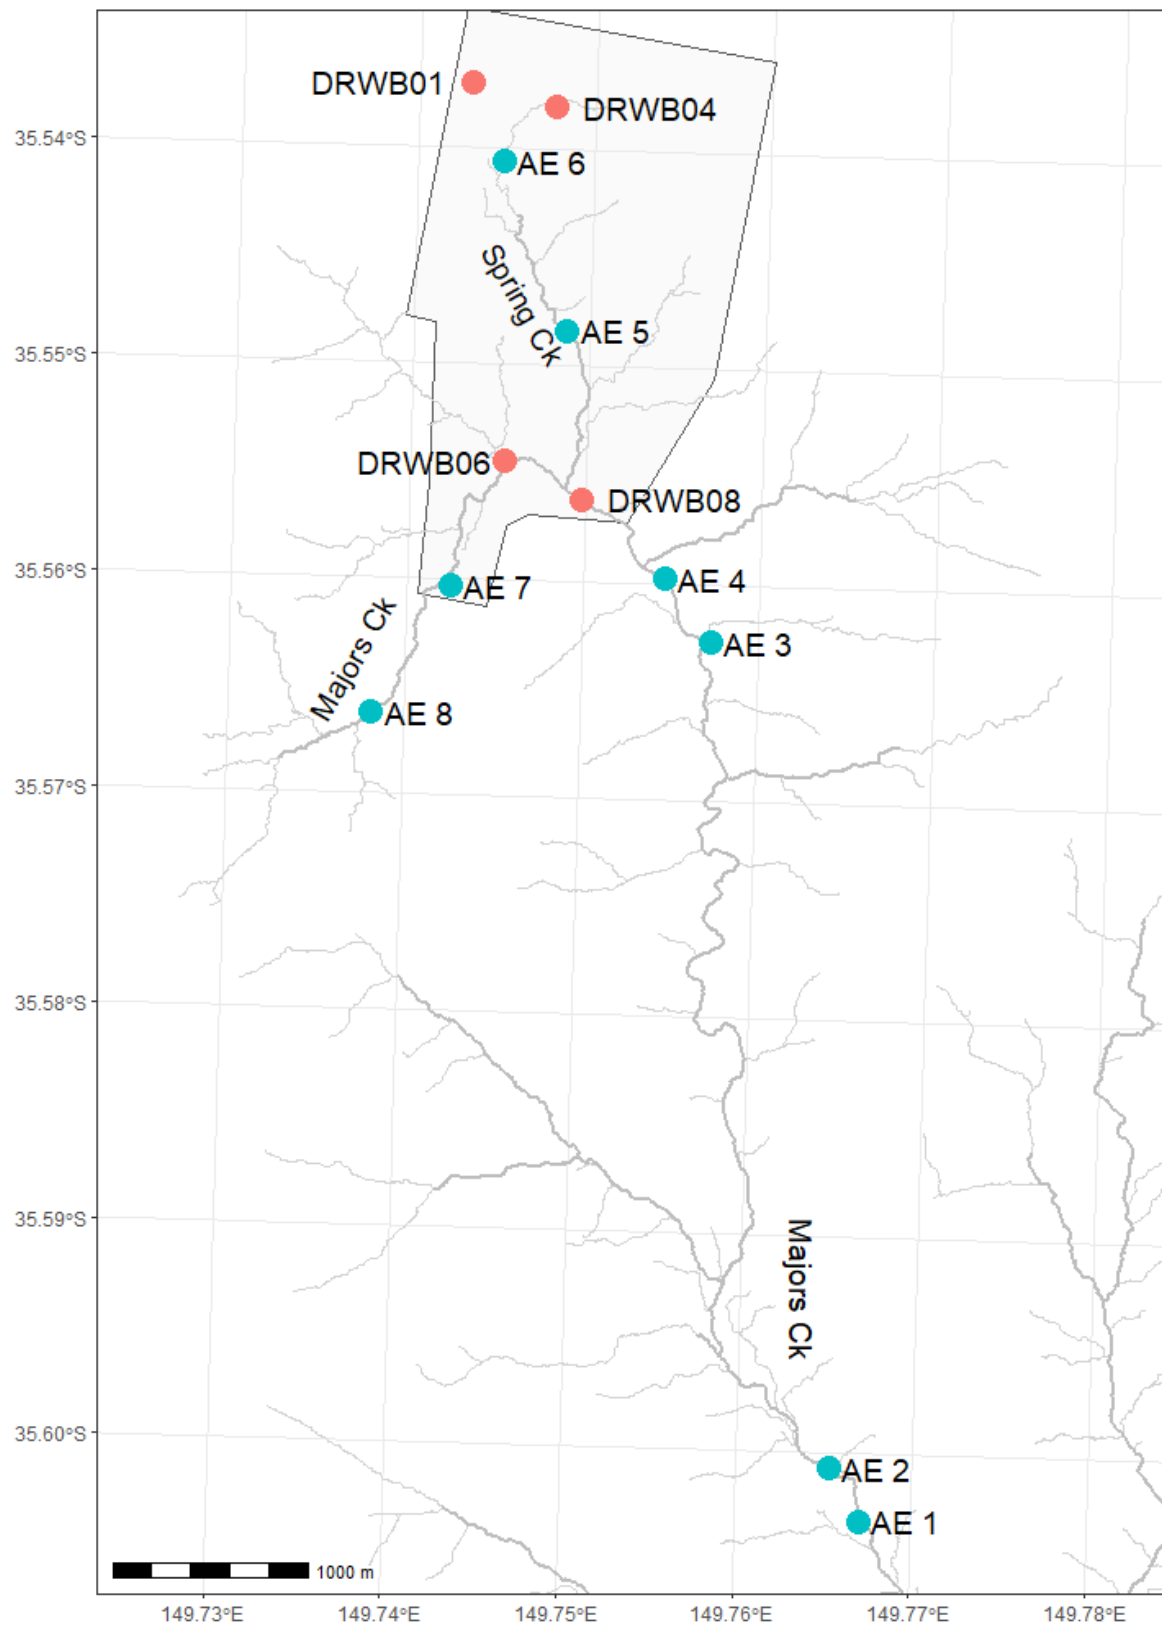 DRWB01
DRWB04
35.54°S
AE 6
Spring Ck
AE 5
35.55°S
DRWB06
DRWB08
35.56°S
AE 7
AE 4
Majors Ck
AE 3
AE 8
35.57°S
35.58°S
35.59°S
Majors Ck
35.60°S
AE 2
AE 1
1000 m
149.73°E
149.74°E
149.75°E
149.76°E
149.77°E
149.78°E